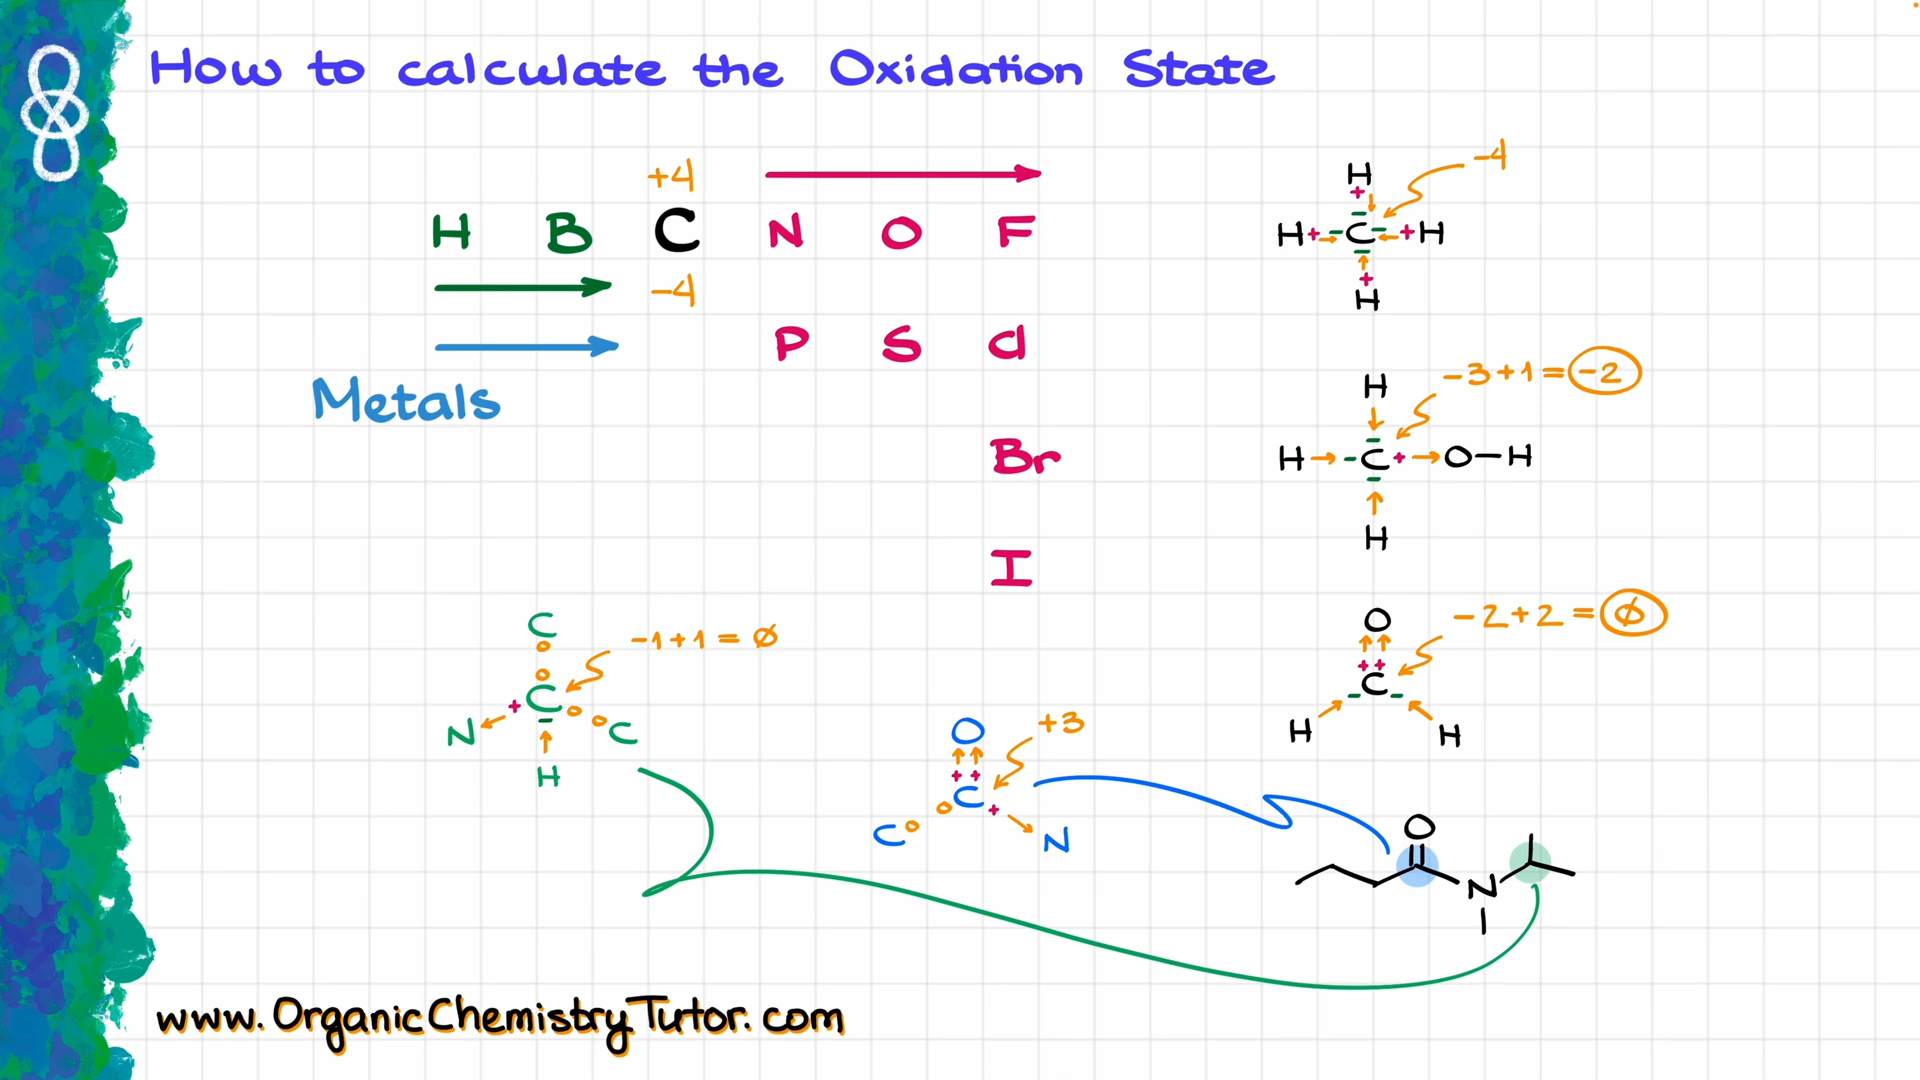 How to calculate the Oxidation State
+4
H B C N O F
-4
P S Cl
Metals
Br
I
H
-4
+
H+ - C - +H
+
H
H
-3+1=-2
H - C + O-H
H
O
-2+2=Ø
++
- C -
H H
C
-1+1=Ø
+ C
N C
H
O
+3
++
C +
C N
O
N
www.OrganicChemistryTutor.com